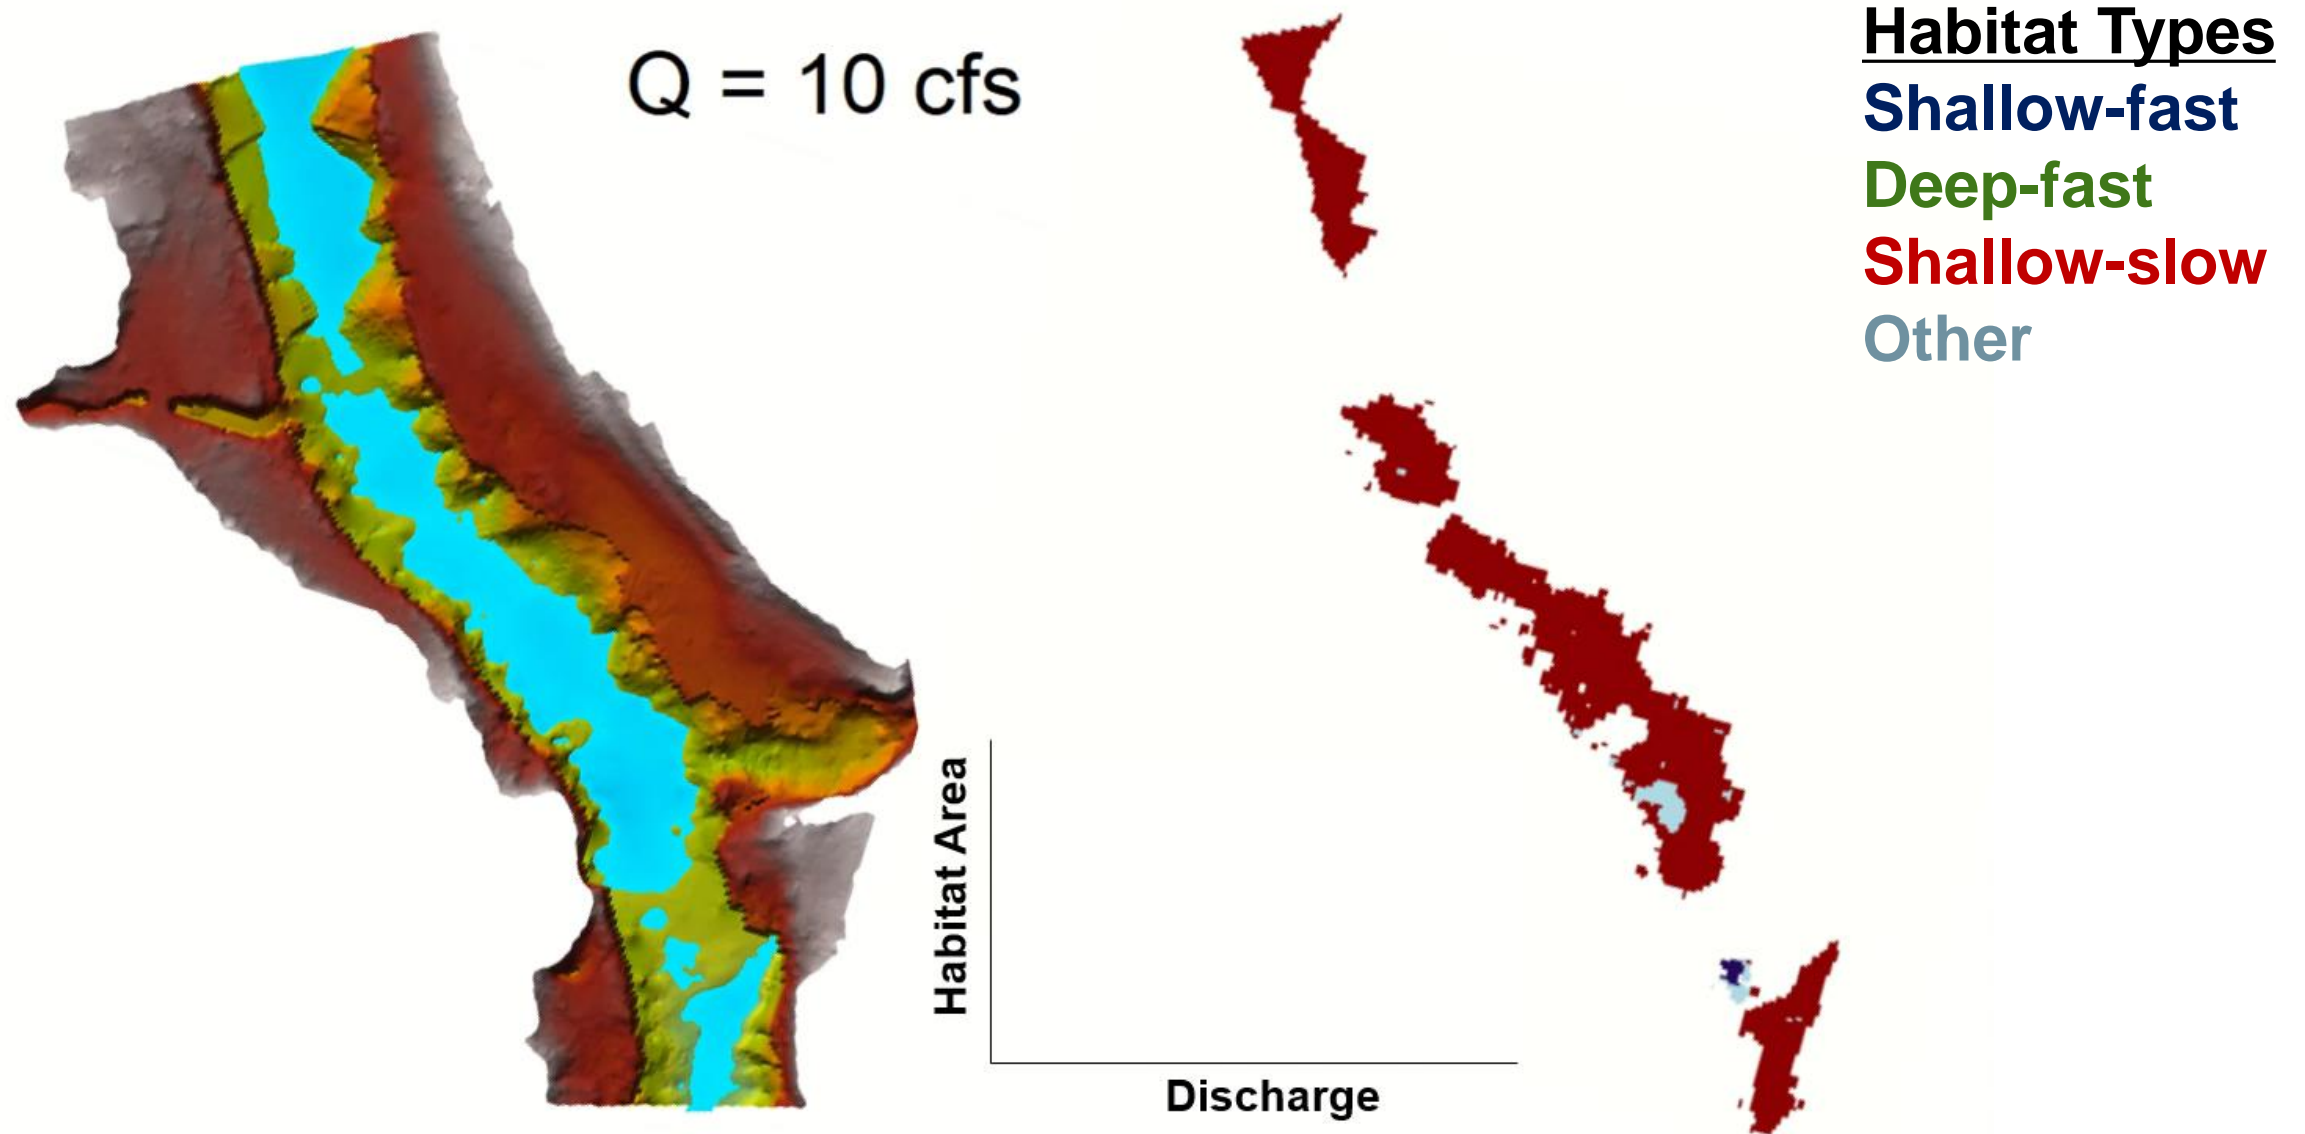 Q = 10 cfs
Habitat Types
Shallow-fast
Deep-fast
Shallow-slow
Other
Habitat Area
Discharge